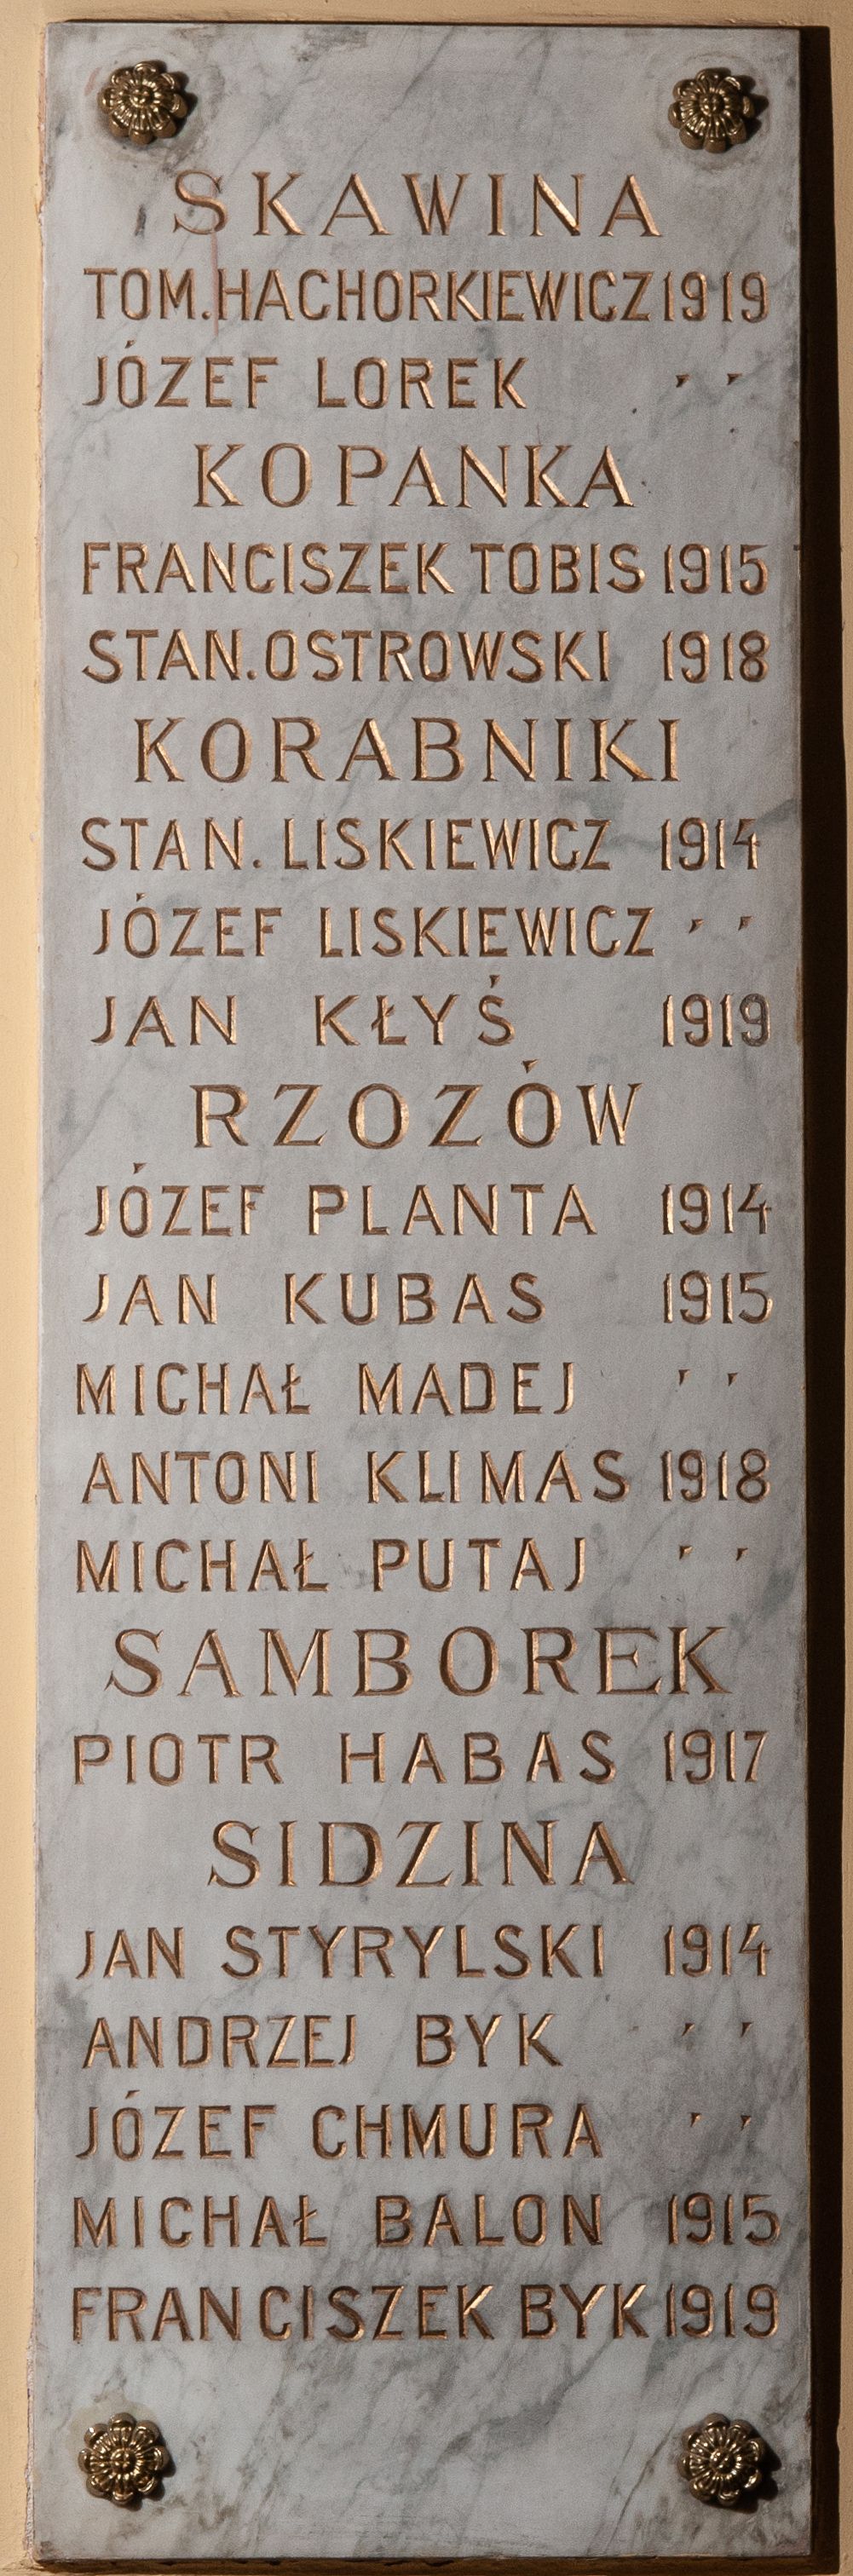 SKAWINA
TOM. HACHORKIEWICZ 1919
JÓZEF LOREK ' '
KOPANKA
FRANCISZEK TOBIS 1915
STAN. OSTROWSKI 1918
KORABNIKI
STAN. LISKIEWICZ 1914
JÓZEF LISKIEWICZ ' '
JAN KŁYŚ 1919
RZOZÓW
JÓZEF PLANTA 1914
JAN KUBAS 1915
MICHAŁ MADEJ ' '
ANTONI KLIMAS 1918
MICHAŁ PUTAJ ' '
SAMBOREK
PIOTR HABAS 1917
SIDZINA
JAN STYRYLSKI 1914
ANDRZEJ BYK ' '
JÓZEF CHMURA ' '
MICHAŁ BALON 1915
FRANCISZEK BYK 1919